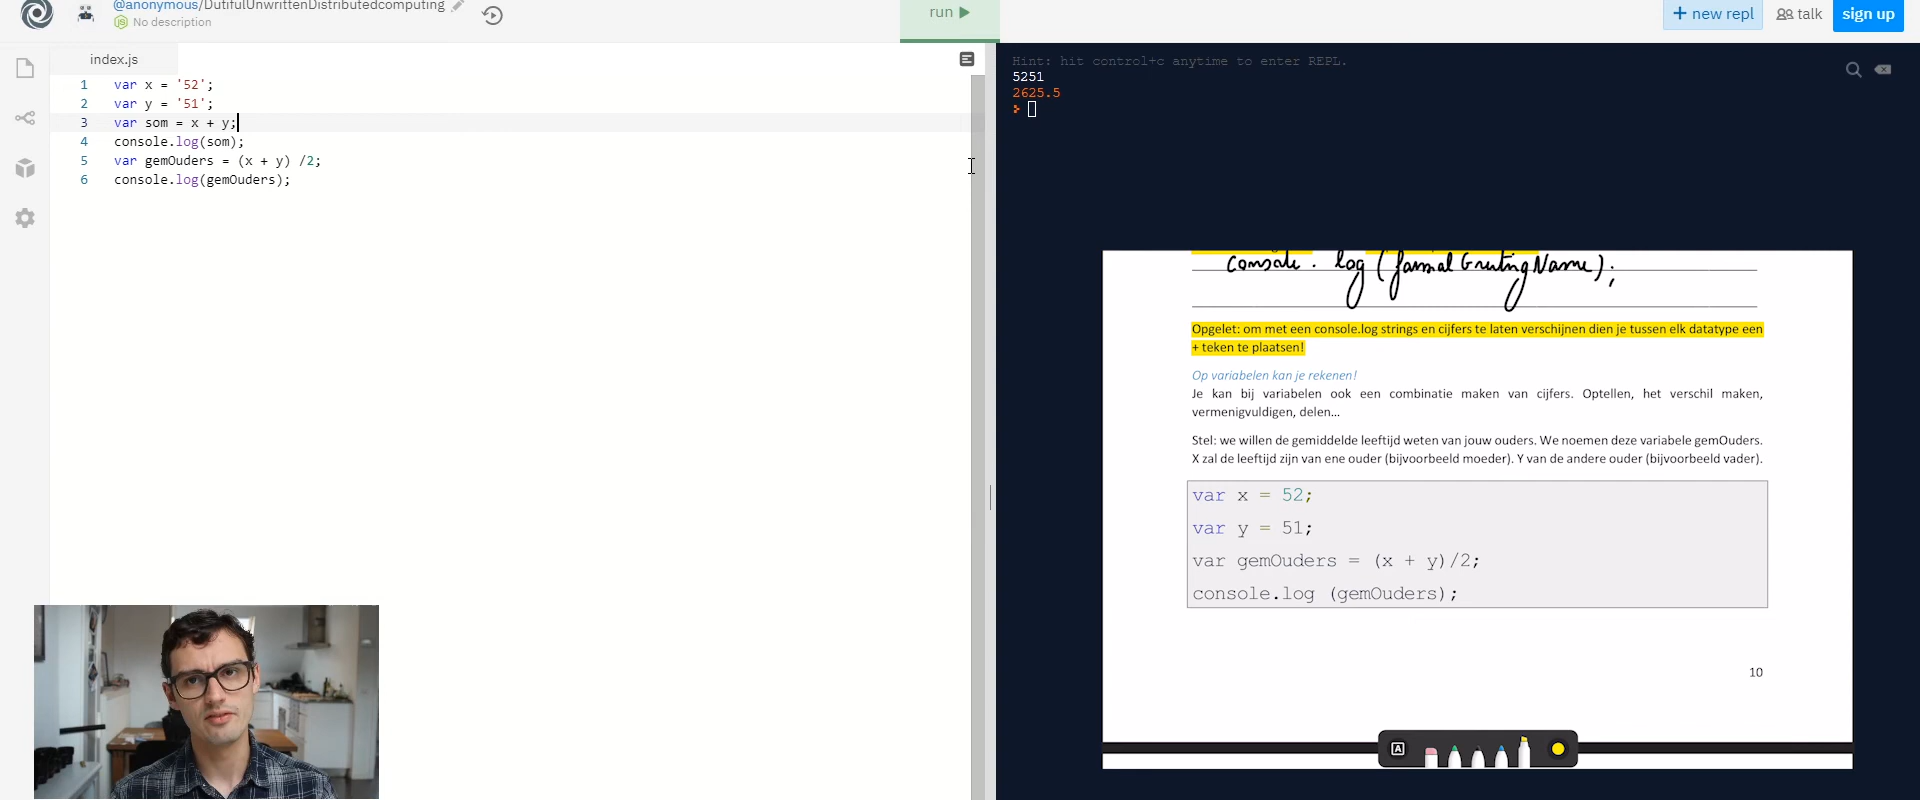 @anonymous/DutifulUnwrittenDistributedcomputing
No description
run
+ new repl
talk
sign up
index.js
1 var x = '52';
2 var y = '51';
3 var som = x + y;
4 console.log(som);
5 var gemOuders = (x + y) /2;
6 console.log(gemOuders);
Hint: hit control+c anytime to enter REPL.
5251
2625.5
console.log(formalGreetingName);
Opgelet: om met een console.log strings en cijfers te laten verschijnen dien je tussen elk datatype een
+ teken te plaatsen!
Op variabelen kan je rekenen!
Je kan bij variabelen ook een combinatie maken van cijfers. Optellen, het verschil maken,
vermenigvuldigen, delen...
Stel: we willen de gemiddelde leeftijd weten van jouw ouders. We noemen deze variabele gemOuders.
X zal de leeftijd zijn van ene ouder (bijvoorbeeld moeder). Y van de andere ouder (bijvoorbeeld vader).
var x = 52;
var y = 51;
var gemOuders = (x + y)/2;
console.log (gemOuders);
10
A